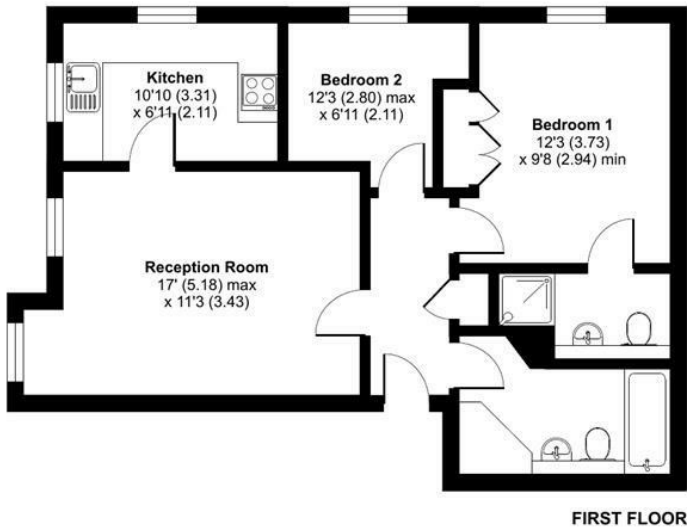 Kitchen
10'10 (3.31)
x 6'11 (2.11)
Bedroom 2
12'3 (2.80) max
x 6'11 (2.11)
Bedroom 1
12'3 (3.73)
x 9'8 (2.94) min
Reception Room
17' (5.18) max
x 11'3 (3.43)
FIRST FLOOR